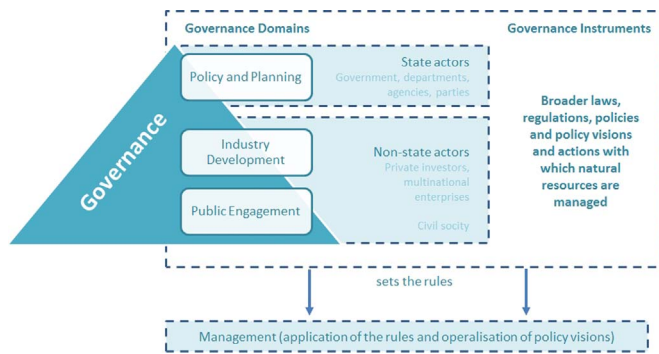 Governance Domains
Governance Instruments
Governance
Policy and Planning
State actors
Government, departments,
agencies, parties
Industry
Development
Public Engagement
Non-state actors
Private investors,
multinational
enterprises
Civil socity
Broader laws,
regulations, policies
and policy visions
and actions with
which natural
resources are
managed
sets the rules
Management (application of the rules and operalisation of policy visions)